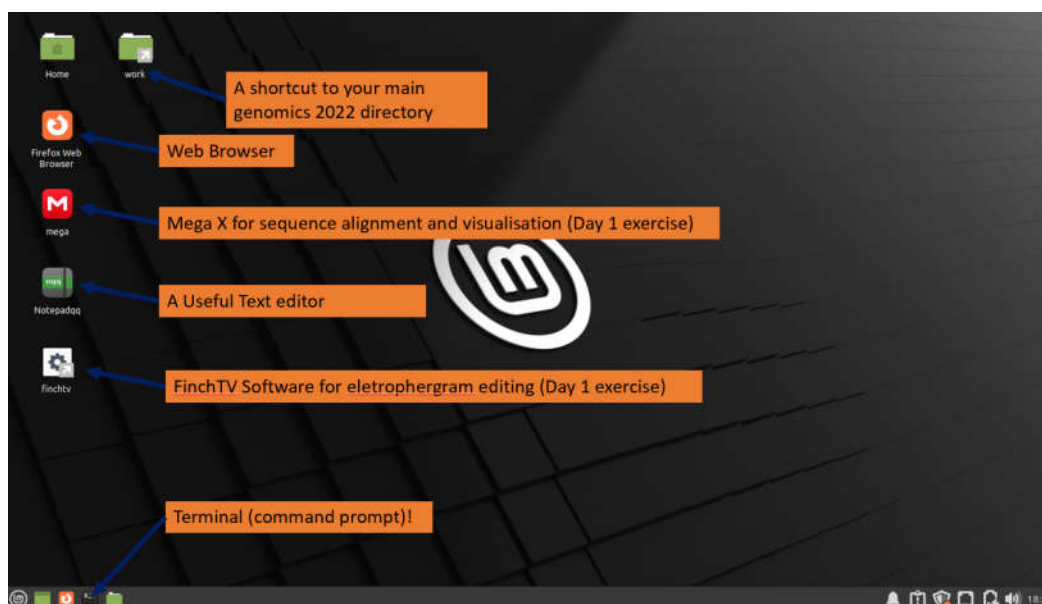 Home
work
A shortcut to your main
genomics 2022 directory
Firefox Web
Browser
Web Browser
mega
Mega X for sequence alignment and visualisation (Day 1 exercise)
nqq
Notepadqq
A Useful Text editor
finchtv
FinchTV Software for eletrophergram editing (Day 1 exercise)
Terminal (command prompt)!